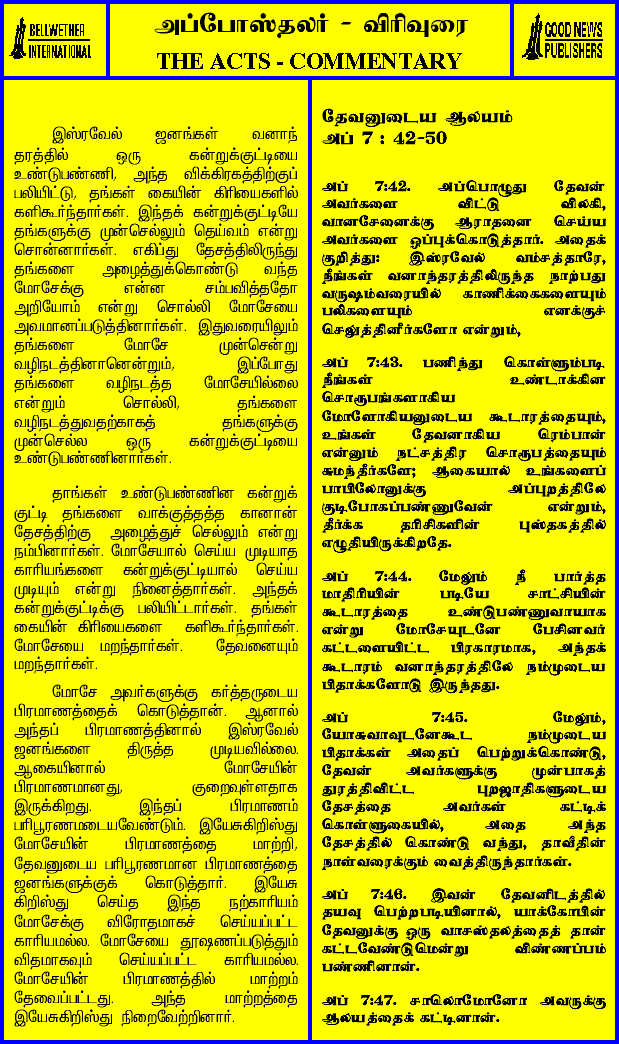 BELLWETHER
INTERNATIONAL
அப்போஸ்தலர் - விரிவுரை
THE ACTS - COMMENTARY
GOOD NEWS
PUBLISHERS
இஸ்ரவேல் ஜனங்கள் வனாந்
தரத்தில் ஒரு கன்றுக்குட்டியை
உண்டுபண்ணி, அந்த விக்கிரகத்திற்குப்
பலியிட்டு, தங்கள் கையின் கிரியைகளில்
களிகூர்ந்தார்கள். இந்தக் கன்றுக்குட்டியே
தங்களுக்கு முன்செல்லும் தெய்வம் என்று
சொன்னார்கள். எகிப்து தேசத்திலிருந்து
தங்களை அழைத்துக்கொண்டு வந்த
மோசேக்கு என்ன சம்பவித்ததோ
அறியோம் என்று சொல்லி மோசேயை
அவமானப்படுத்தினார்கள். இதுவரையிலும்
தங்களை மோசே முன்சென்று
வழிநடத்தினானென்றும், இப்போது
தங்களை வழிநடத்த மோசேயில்லை
என்றும் சொல்லி, தங்களை
வழிநடத்துவதற்காகத் தங்களுக்கு
முன்செல்ல ஒரு கன்றுக்குட்டியை
உண்டுபண்ணினார்கள்.
தாங்கள் உண்டுபண்ணின கன்றுக்
குட்டி தங்களை வாக்குத்தத்த கானான்
தேசத்திற்கு அழைத்துச் செல்லும் என்று
நம்பினார்கள். மோசேயால் செய்ய முடியாத
காரியங்களை கன்றுக்குட்டியால் செய்ய
முடியும் என்று நினைத்தார்கள். அந்தக்
கன்றுக்குட்டிக்கு பலியிட்டார்கள். தங்கள்
கையின் கிரியைகளை களிகூர்ந்தார்கள்.
மோசேயை மறந்தார்கள். தேவனையும்
மறந்தார்கள்.
மோசே அவர்களுக்கு கர்த்தருடைய
பிரமாணத்தைக் கொடுத்தான். ஆனால்
அந்தப் பிரமாணத்தினால் இஸ்ரவேல்
ஜனங்களை திருத்த முடியவில்லை.
ஆகையினால் மோசேயின்
பிரமாணமானது, குறைவுள்ளதாக
இருக்கிறது. இந்தப் பிரமாணம்
பரிபூரணமடையவேண்டும். இயேசுகிறிஸ்து
மோசேயின் பிரமாணத்தை மாற்றி,
தேவனுடைய பரிபூரணமான பிரமாணத்தை
ஜனங்களுக்குக் கொடுத்தார். இயேசு
கிறிஸ்து செய்த இந்த நற்காரியம்
மோசேக்கு விரோதமாகச் செய்யப்பட்ட
காரியமல்ல. மோசேயை தூஷணப்படுத்தும்
விதமாகவும் செய்யப்பட்ட காரியமல்ல.
மோசேயின் பிரமாணத்தில் மாற்றம்
தேவைப்பட்டது. அந்த மாற்றத்தை
இயேசுகிறிஸ்து நிறைவேற்றினார்.
தேவனுடைய ஆலயம்
அப் 7 : 42-50
அப் 7:42. அப்பொழுது தேவன்
அவர்களை விட்டு விலகி,
வானசேனைக்கு ஆராதனை செய்ய
அவர்களை ஒப்புக்கொடுத்தார். அதைக்
குறித்து: இஸ்ரவேல் வம்சத்தாரே,
நீங்கள் வனாந்தரத்திலிருந்த நாற்பது
வருஷம்வரையில் காணிக்கைகளையும்
பலிகளையும் எனக்குச்
செலுத்தினீர்களோ என்றும்,
அப் 7:43. பணிந்து கொள்ளும்படி
நீங்கள் உண்டாக்கின
சொரூபங்களாகிய
மோளோகியனுடைய கூடாரத்தையும்,
உங்கள் தேவனாகிய ரெம்பான்
என்னும் நட்சத்திர சொரூபத்தையும்
சுமந்தீர்களே; ஆகையால் உங்களைப்
பாபிலோனுக்கு அப்புறத்திலே
குடிபோகப்பண்ணுவேன் என்றும்,
தீர்க்க தரிசிகளின் புஸ்தகத்தில்
எழுதியிருக்கிறதே.
அப் 7:44. மேலும் நீ பார்த்த
மாதிரியின் படியே சாட்சியின்
கூடாரத்தை உண்டுபண்ணுவாயாக
என்று மோசேயுடனே பேசினவர்
கட்டளையிட்ட பிரகாரமாக, அந்தக்
கூடாரம் வனாந்தரத்திலே நம்முடைய
பிதாக்களோடு இருந்தது.
அப் 7:45. மேலும்,
யோசுவாவுடனேகூட நம்முடைய
பிதாக்கள் அதைப் பெற்றுக்கொண்டு,
தேவன் அவர்களுக்கு முன்பாகத்
துரத்திவிட்ட புறஜாதிகளுடைய
தேசத்தை அவர்கள் கட்டிக்
கொள்ளுகையில், அதை அந்த
தேசத்தில் கொண்டு வந்து, தாவீதின்
நாள்வரைக்கும் வைத்திருந்தார்கள்.
அப் 7:46. இவன் தேவனிடத்தில்
தயவு பெற்றபடியினால், யாக்கோபின்
தேவனுக்கு ஒரு வாசஸ்தலத்தைத் தான்
கட்டவேண்டுமென்று விண்ணப்பம்
பண்ணினான்.
அப் 7:47. சாலொமோனோ அவருக்கு
ஆலயத்தைக் கட்டினான்.